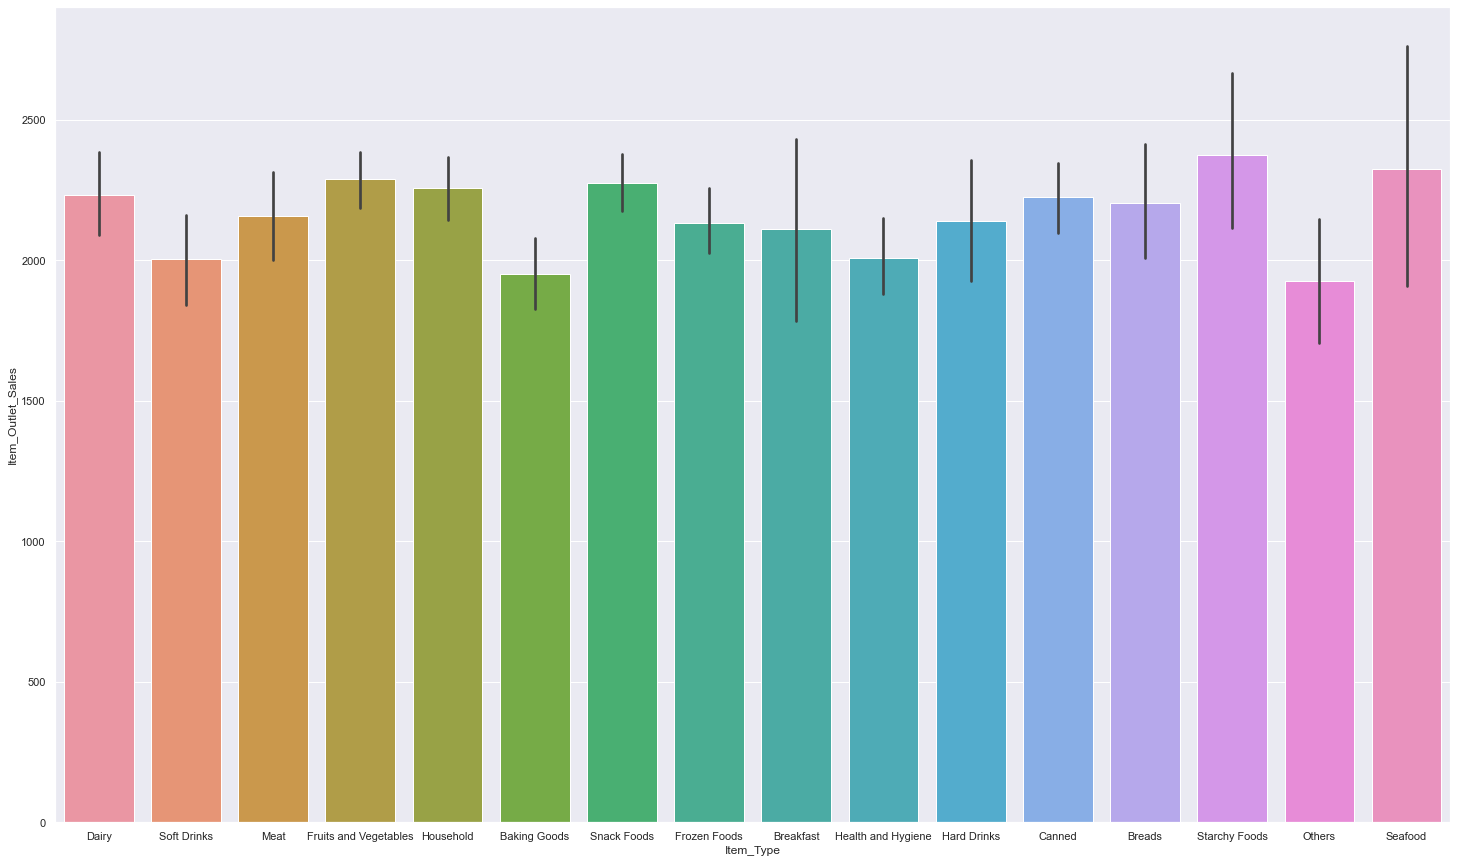 2500
2000
1500
1000
500
0
Item_Outlet_Sales
Dairy Soft Drinks Meat Fruits and Vegetables Household Baking Goods Snack Foods Frozen Foods Breakfast Health and Hygiene Hard Drinks Canned Breads Starchy Foods Others Seafood
Item_Type